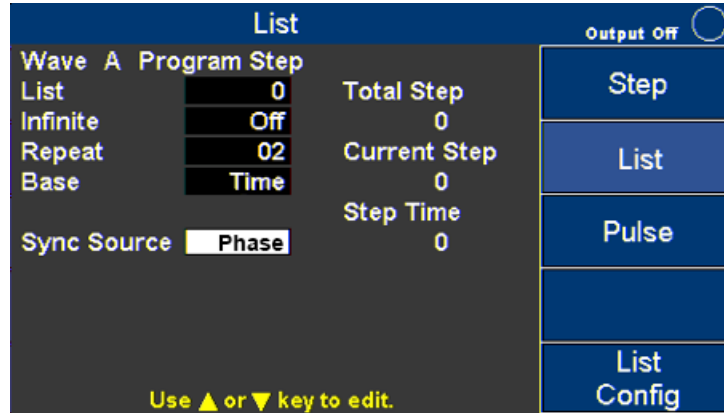 List
Output Off
Wave A Program Step
List 0 Total Step
Infinite Off 0
Repeat 02 Current Step
Base Time 0
Step Time
Sync Source Phase 0
Use ▲ or ▼ key to edit.
Step
List
Pulse
List
Config